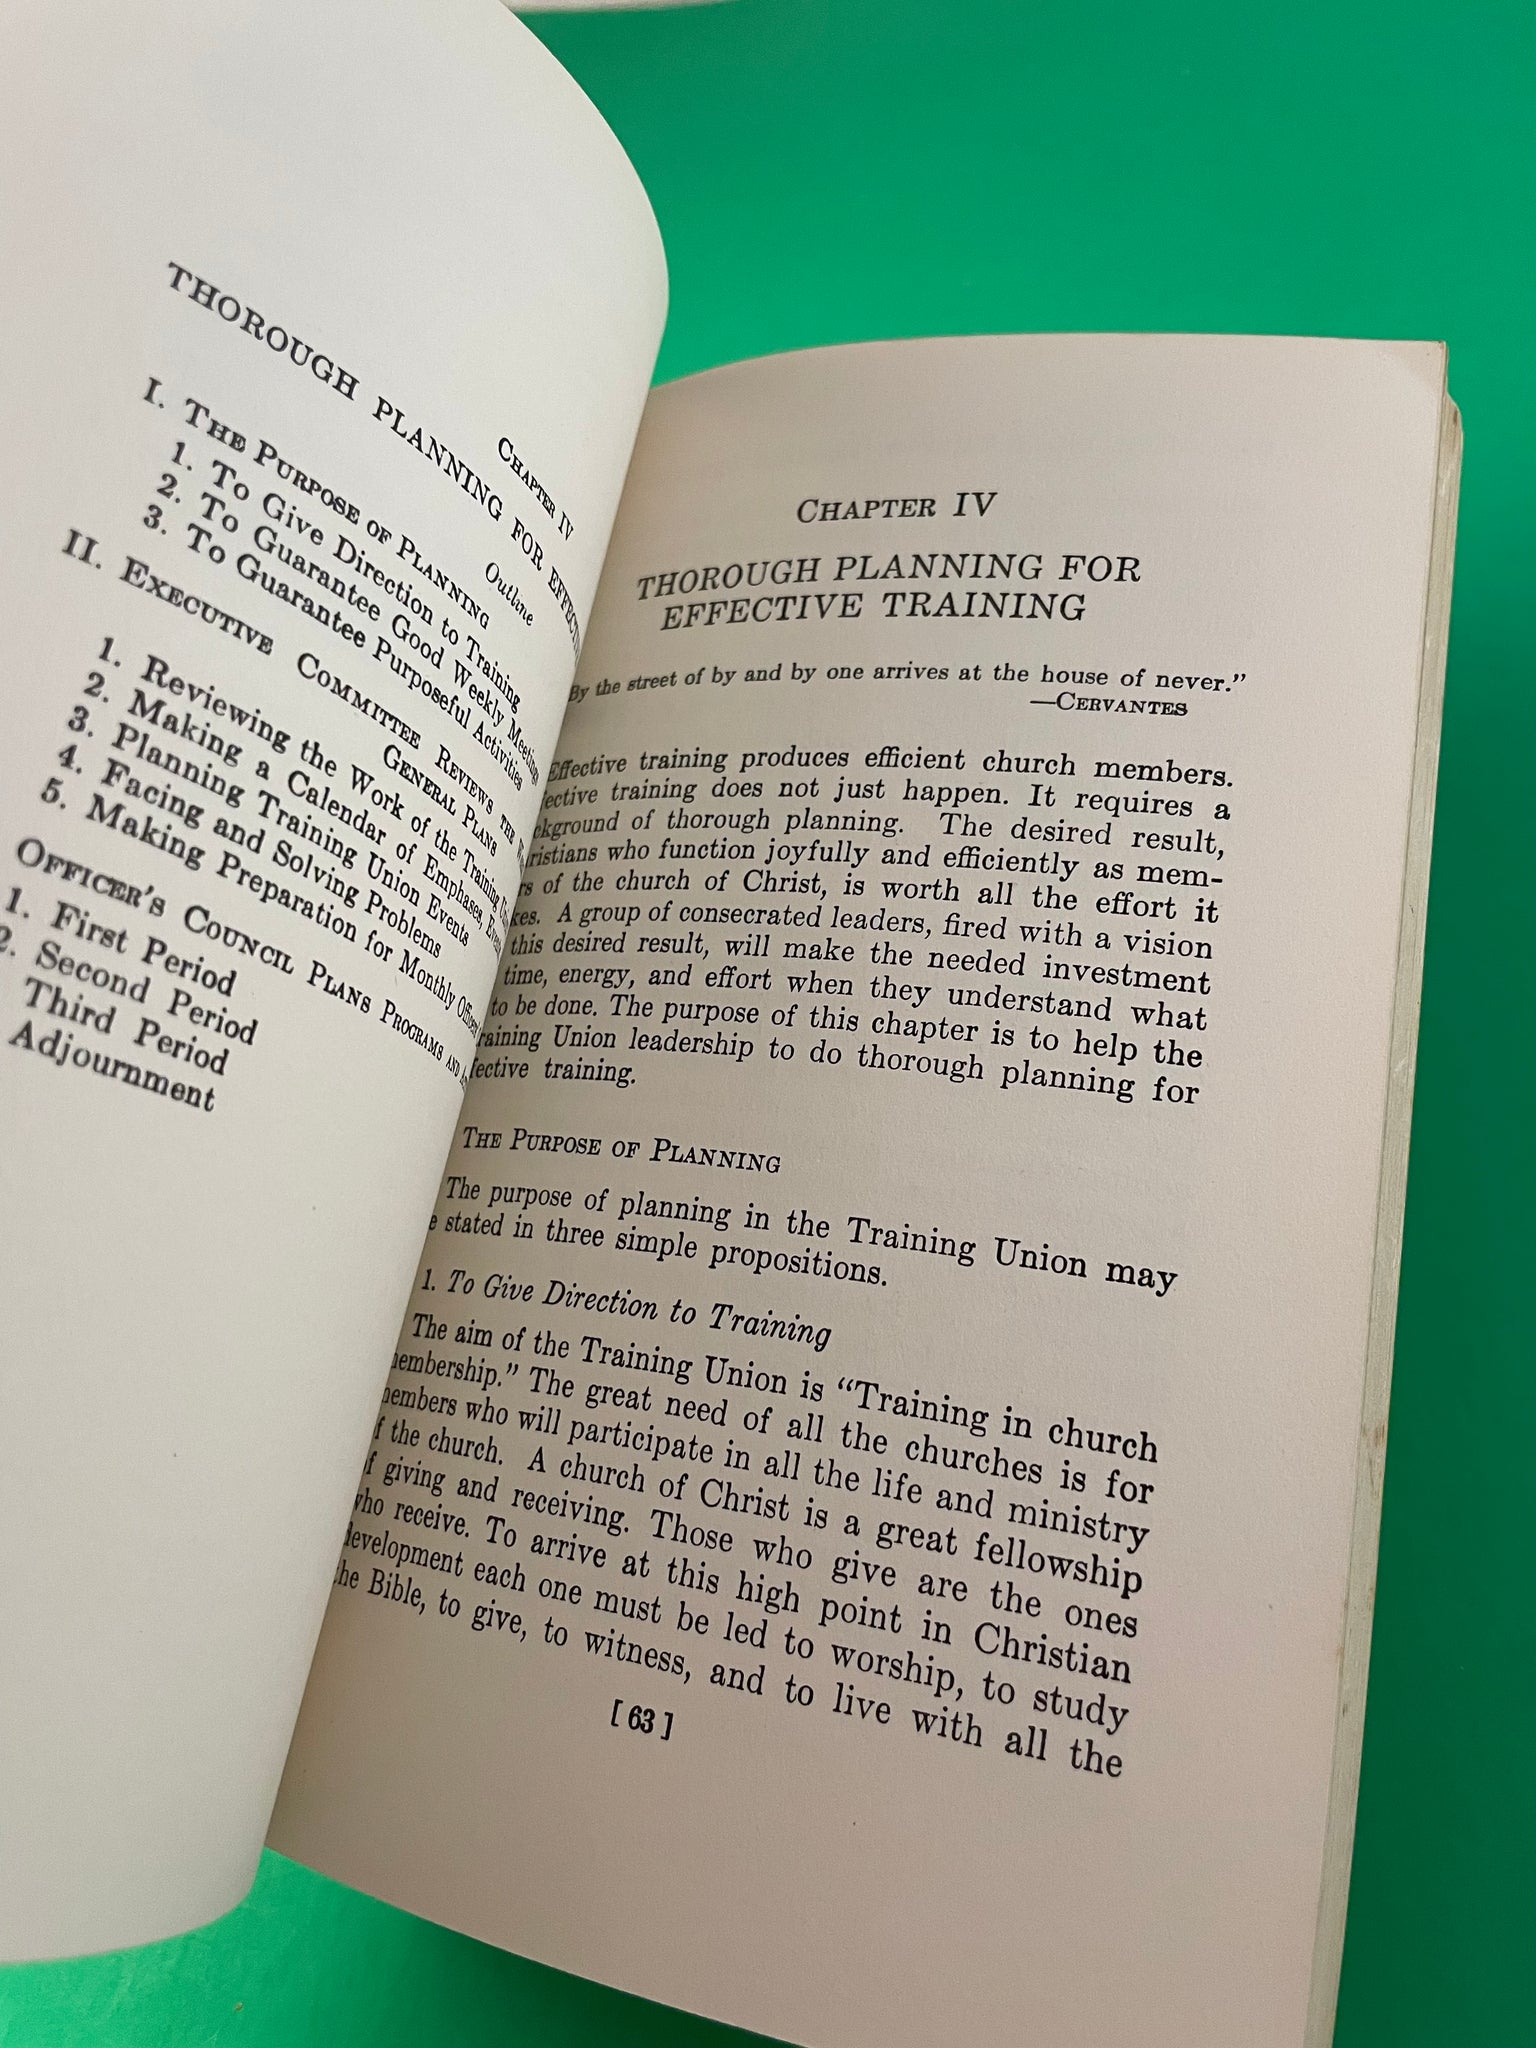 CHAPTER IV
THOROUGH PLANNING FOR
Outline
I. THE PURPOSE OF PLANNING
1. To Give Direction to Training
2. To Guarantee Good Weekly Meetings
3. To Guarantee Purposeful Activities
II. EXECUTIVE COMMITTEE REVIEWS THE
GENERAL PLANS
1. Reviewing the Work of the Training
2. Making a Calendar of Emphases,
3. Planning Training Union Events
4. Facing and Solving Problems
5. Making Preparation for Monthly
OFFICER'S COUNCIL PLANS PROGRAMS AND
1. First Period
2. Second Period
Third Period
Adjournment
CHAPTER IV
THOROUGH PLANNING FOR
EFFECTIVE TRAINING
By the street of by and by one arrives at the house of never."
—CERVANTES
Effective training produces efficient church members.
training does not just happen. It requires a
of thorough planning. The desired result,
who function joyfully and efficiently as mem-
of the church of Christ, is worth all the effort it
A group of consecrated leaders, fired with a vision
this desired result, will make the needed investment
time, energy, and effort when they understand what
to be done. The purpose of this chapter is to help the
Union leadership to do thorough planning for
training.
THE PURPOSE OF PLANNING
The purpose of planning in the Training Union may
stated in three simple propositions.
1. To Give Direction to Training
The aim of the Training Union is "Training in church
membership." The great need of all the churches is for
members who will participate in all the life and ministry
of the church. A church of Christ is a great fellowship
of giving and receiving. Those who give are the ones
who receive. To arrive at this high point in Christian
development each one must be led to worship, to study
the Bible, to give, to witness, and to live with all the
[ 63 ]